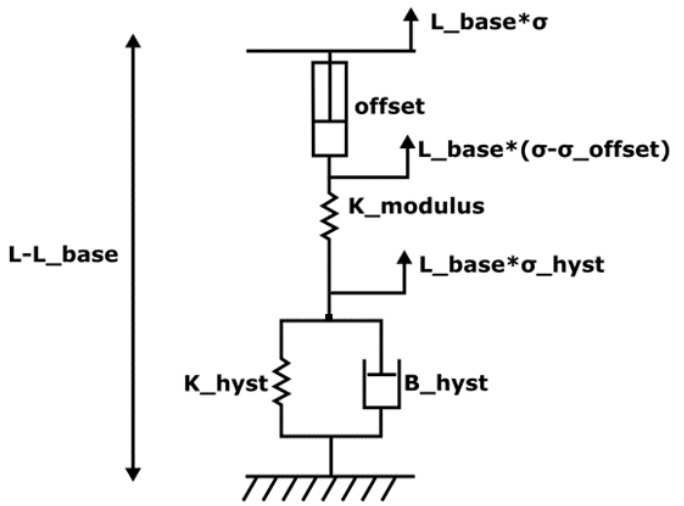 L_base*σ
offset
L_base*(σ-σ_offset)
K_modulus
L-L_base
L_base*σ_hyst
K_hyst
B_hyst